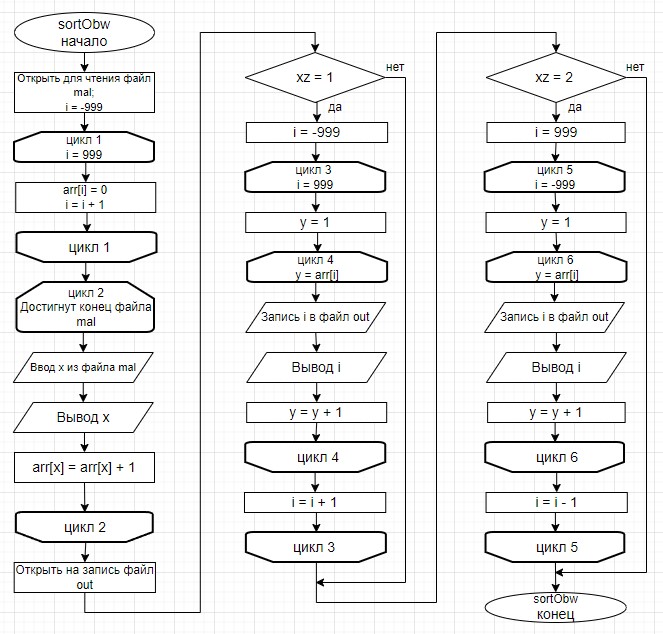 sortObw
начало
Открыть для чтения файл
mal;
i = -999
цикл 1
i = 999
arr[i] = 0
i = i + 1
цикл 1
цикл 2
Достигнут конец файла
mal
Ввод x из файла mal
Вывод x
arr[x] = arr[x] + 1
цикл 2
Открыть на запись файл
out
xz = 1
нет
да
i = -999
цикл 3
i = 999
y = 1
цикл 4
y = arr[i]
Запись i в файл out
Вывод i
y = y + 1
цикл 4
i = i + 1
цикл 3
xz = 2
нет
да
i = 999
цикл 5
i = -999
y = 1
цикл 6
y = arr[i]
Запись i в файл out
Вывод i
y = y + 1
цикл 6
i = i - 1
цикл 5
sortObw
конец